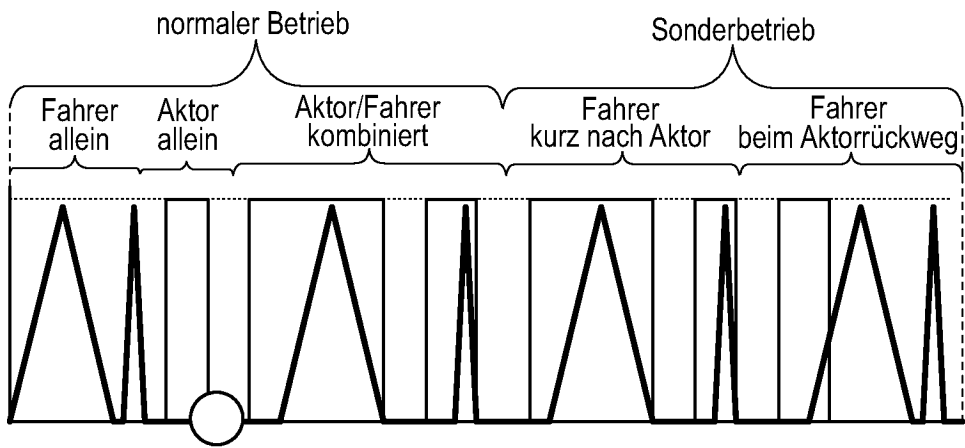 normaler Betrieb
Sonderbetrieb
Fahrer
allein
Aktor
allein
Aktor/Fahrer
kombiniert
Fahrer
kurz nach Aktor
Fahrer
beim Aktorrückweg